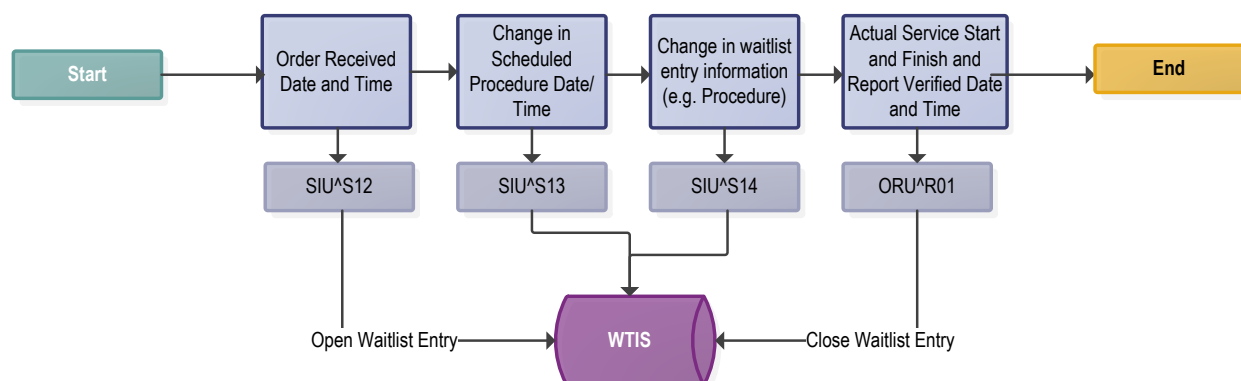 Start
Order Received
Date and Time
Change in
Scheduled
Procedure Date/
Time
Change in waitlist
entry information
(e.g. Procedure)
Actual Service Start
and Finish and
Report Verified Date
and Time
End
SIU^S12
SIU^S13
SIU^S14
ORU^R01
Open Waitlist Entry
WTIS
Close Waitlist Entry